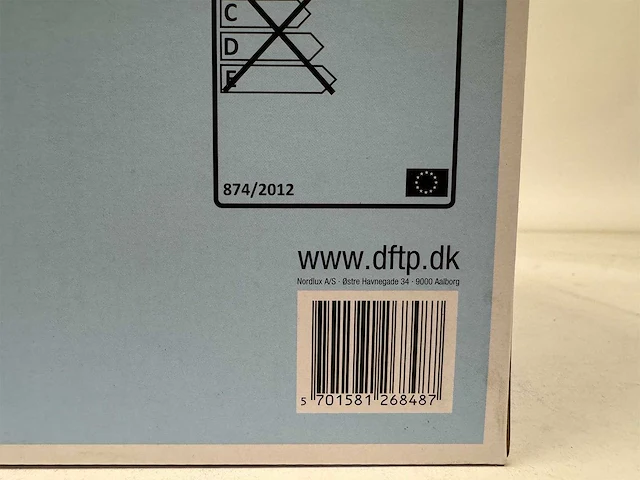 C
D
E
874/2012
www.dftp.dk
Nordlux A/S · Østre Havnegade 34 · 9000 Aalborg
5 701581 268487